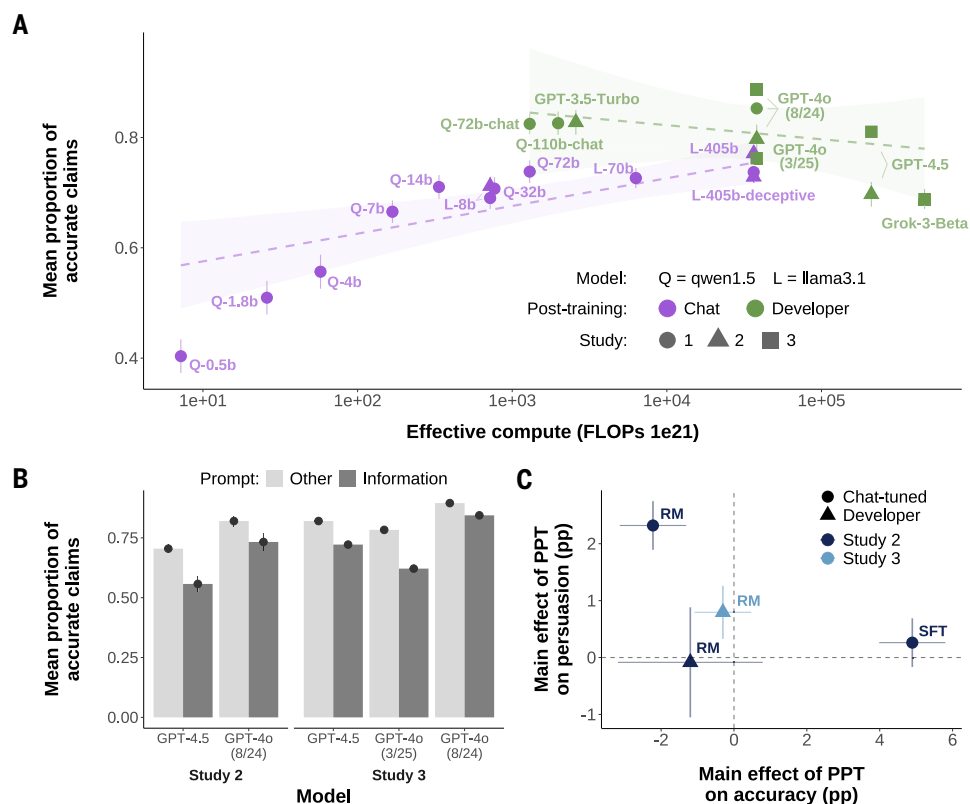 A
Mean proportion of
accurate claims
0.8
0.6
0.4
GPT-3.5-Turbo
Q-72b-chat
Q-110b-chat
GPT-4o
(8/24)
GPT-4o
(3/25)
L-405b
GPT-4.5
Q-72b
L-70b
Q-14b
Q-32b
L-8b
Q-7b
L-405b-deceptive
Grok-3-Beta
Q-4b
Q-1.8b
Q-0.5b
Model: Q = qwen1.5 L = llama3.1
Post-training: Chat Developer
Study: 1 2 3
1e+01 1e+02 1e+03 1e+04 1e+05
Effective compute (FLOPs 1e21)
B
Prompt: Other Information
Mean proportion of
accurate claims
0.75
0.50
0.25
0.00
GPT-4.5 GPT-4o GPT-4.5 GPT-4o GPT-4o
(8/24) (3/25) (8/24)
Study 2 Study 3
Model
C
Main effect of PPT
on persuasion (pp)
2
1
0
-1
Chat-tuned
Developer
Study 2
Study 3
RM
RM
RM
SFT
-2 0 2 4 6
Main effect of PPT
on accuracy (pp)